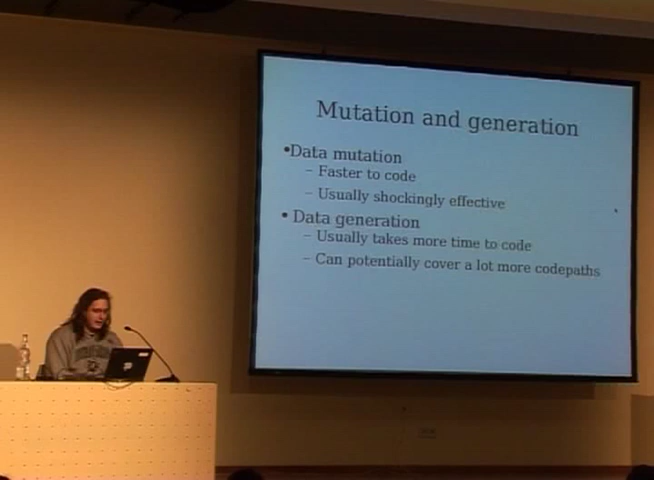 Mutation and generation
•Data mutation
– Faster to code
– Usually shockingly effective
• Data generation
– Usually takes more time to code
– Can potentially cover a lot more codepaths